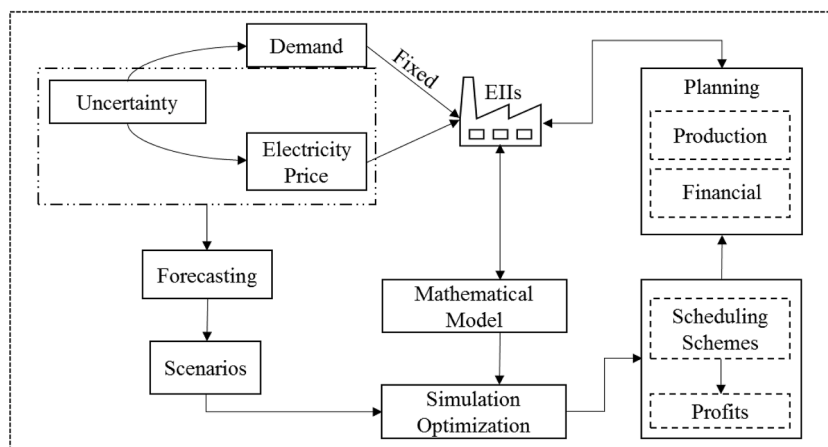 Demand
Fixed
EIIs
Planning
Uncertainty
Production
Electricity
Price
Financial
Forecasting
Mathematical
Model
Scheduling
Schemes
Scenarios
Simulation
Optimization
Profits